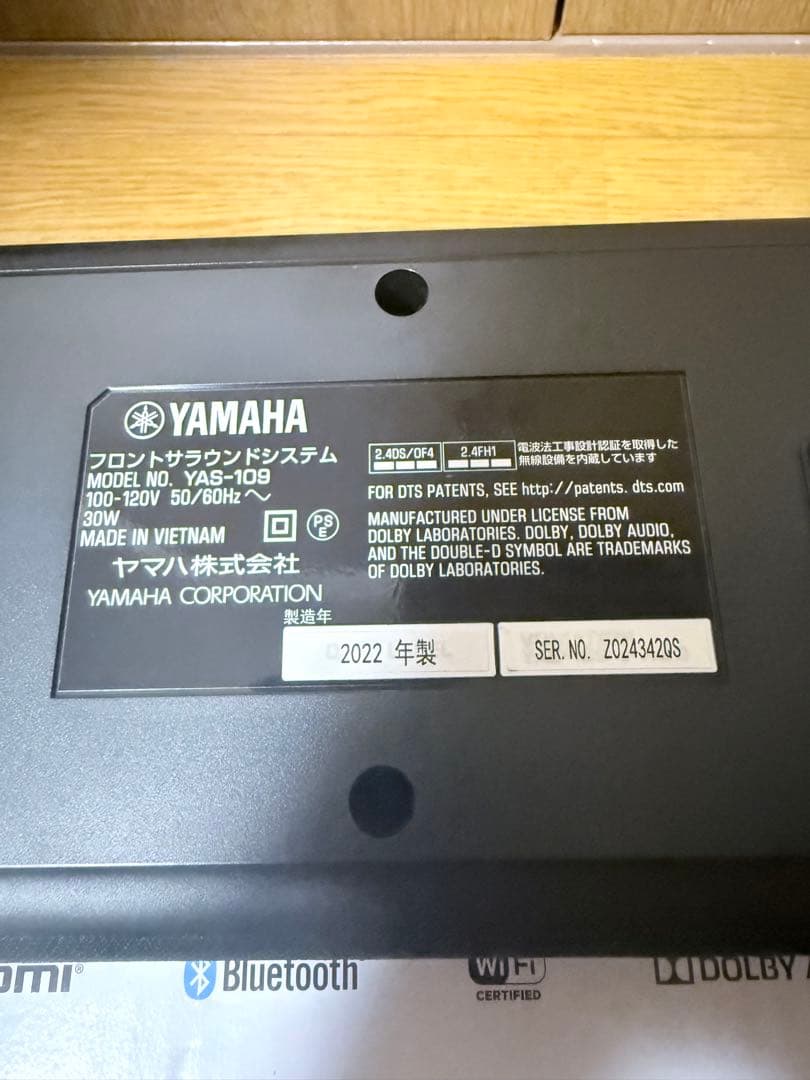 YAMAHA
フロントサラウンドシステム
MODEL NO. YAS-109
100-120V 50/60Hz ～
30W
MADE IN VIETNAM
PS
E
ヤマハ株式会社
YAMAHA CORPORATION
2.4DS/OF4
2.4FH1
電波法工事設計認証を取得した
無線設備を内蔵しています
FOR DTS PATENTS, SEE http://patents.dts.com
MANUFACTURED UNDER LICENSE FROM
DOLBY LABORATORIES. DOLBY, DOLBY AUDIO,
AND THE DOUBLE-D SYMBOL ARE TRADEMARKS
OF DOLBY LABORATORIES.
製造年
2022 年製
SER. NO. Z024342QS
Bluetooth
Wi Fi
CERTIFIED
DOLBY